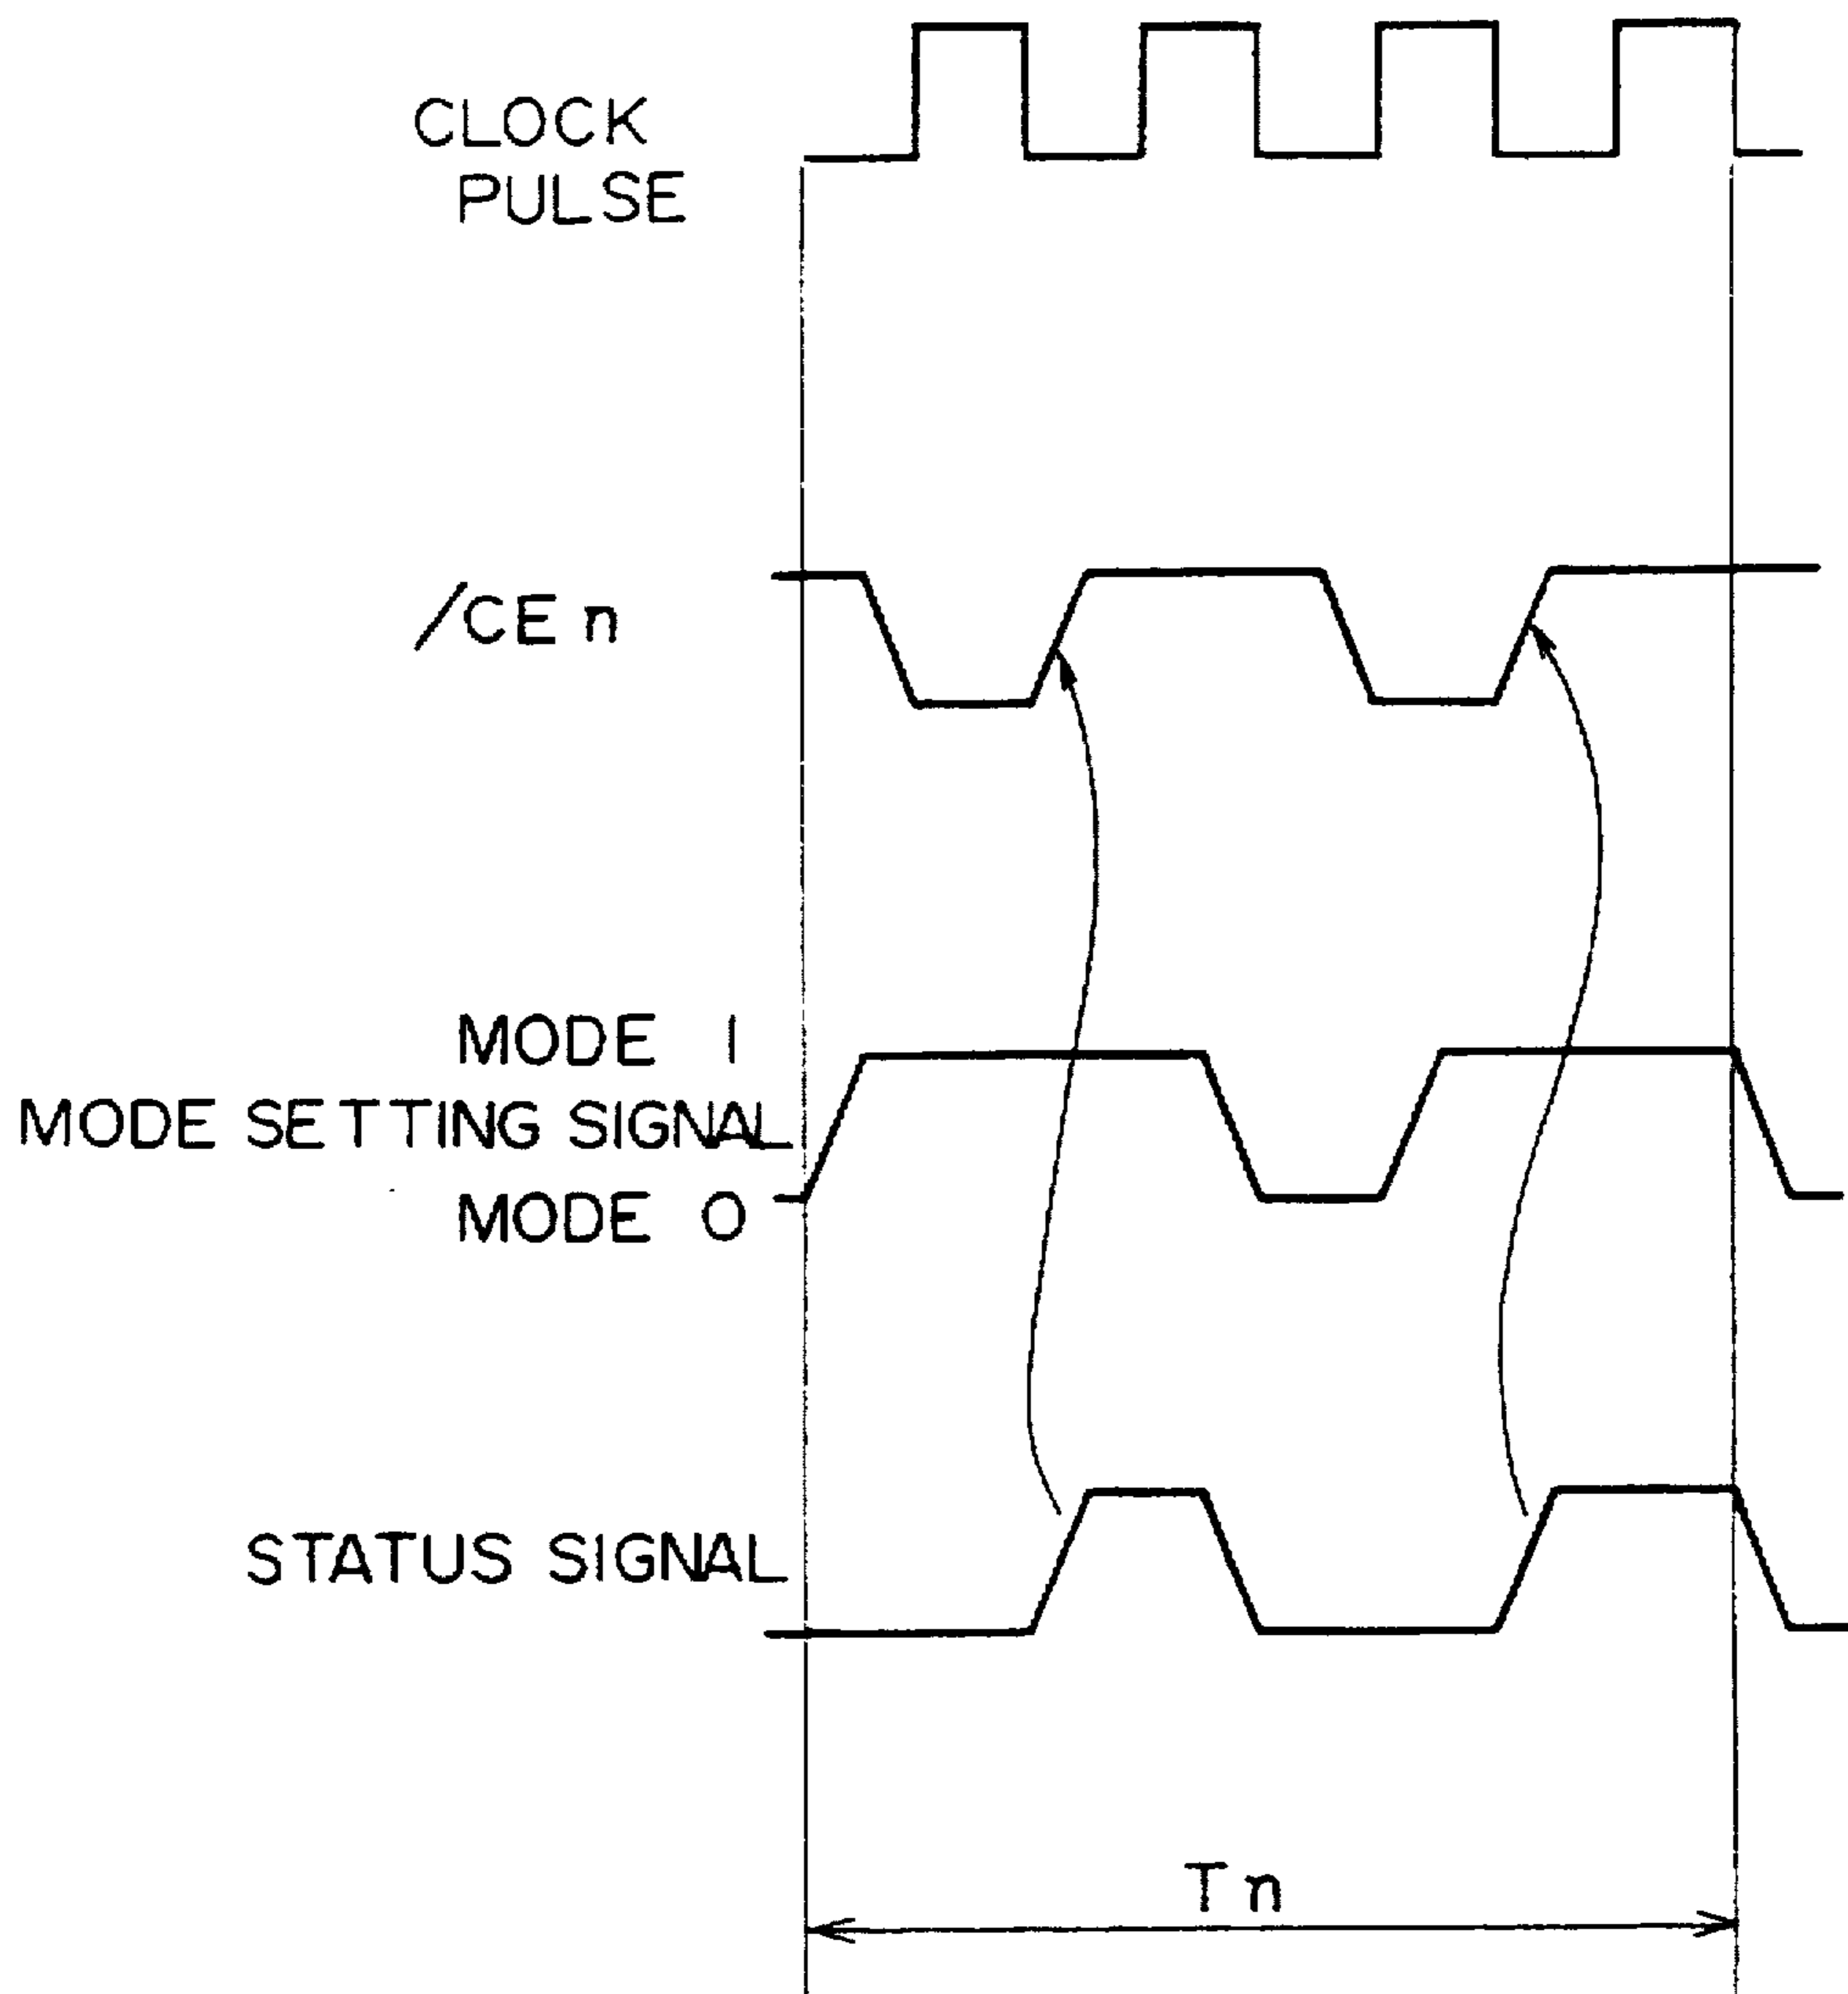 CLOCK
PULSE
/CE n
MODE 1
MODE SETTING SIGNAL
MODE 0
STATUS SIGNAL
Tn